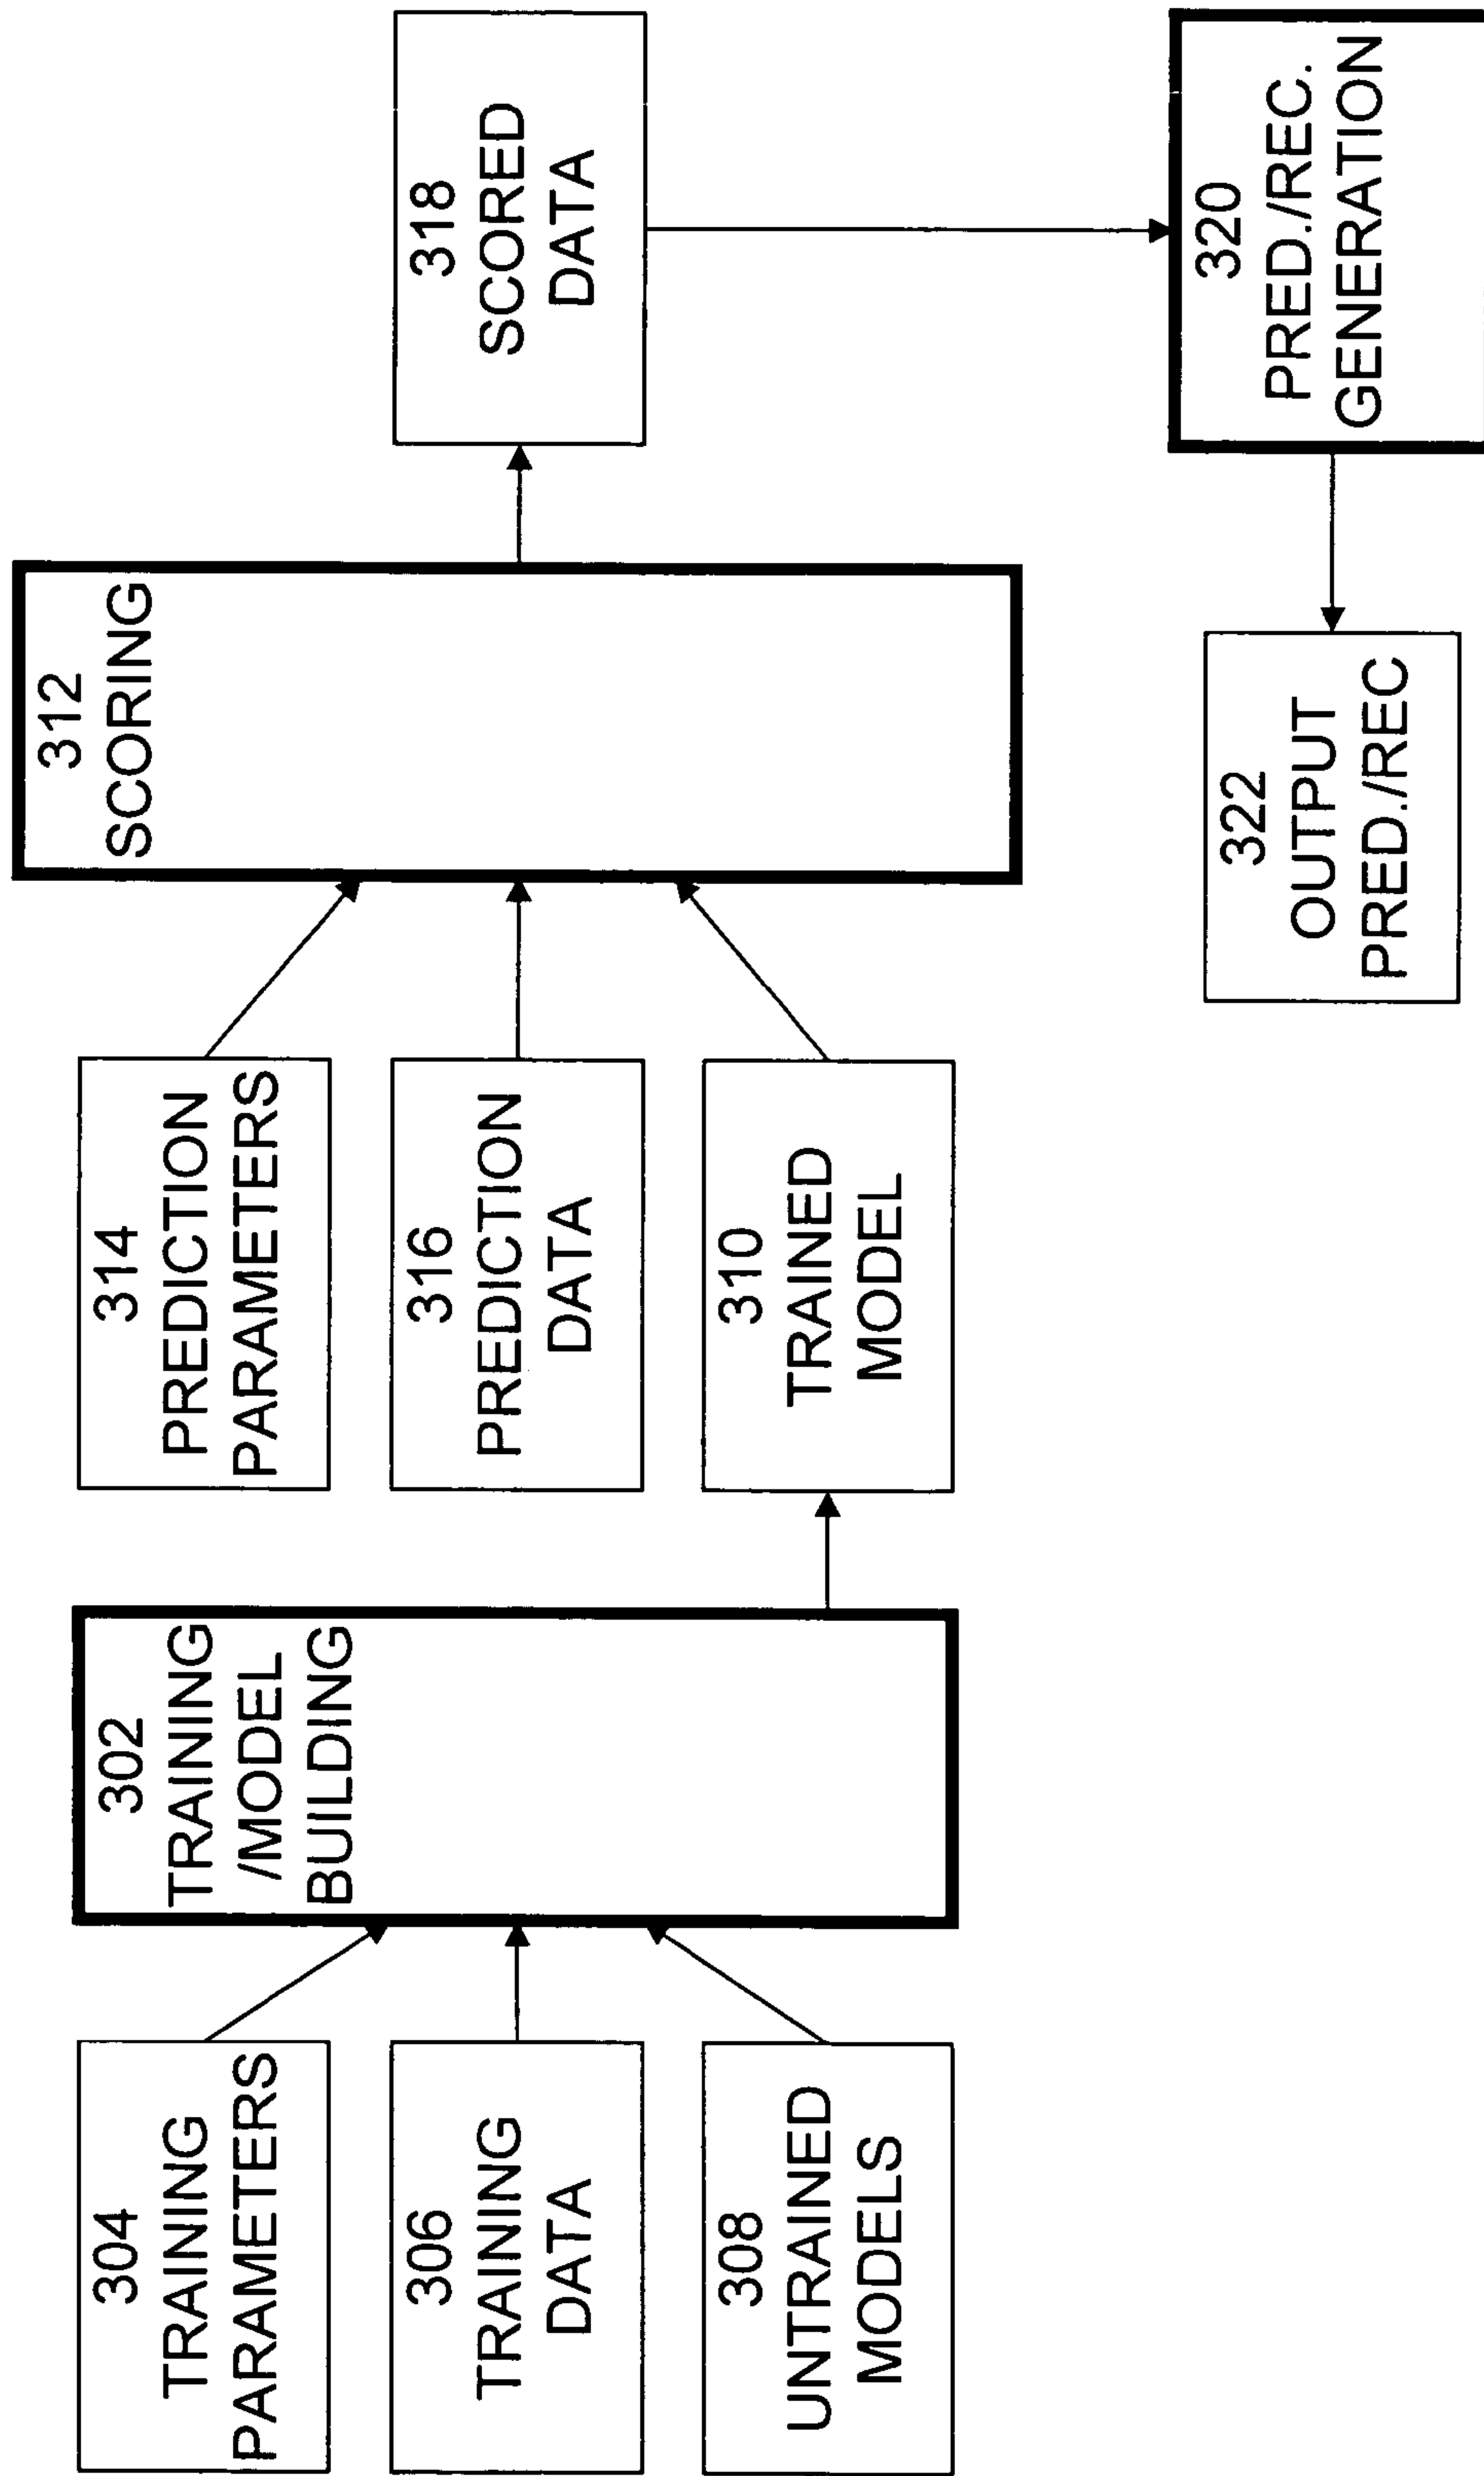 304
TRAINING
PARAMETERS
306
TRAINING
DATA
308
UNTRAINED
MODELS
302
TRAINING
/MODEL
BUILDING
314
PREDICTION
PARAMETERS
316
PREDICTION
DATA
310
TRAINED
MODEL
312
SCORING
318
SCORED
DATA
320
PRED./REC.
GENERATION
322
OUTPUT
PRED./REC